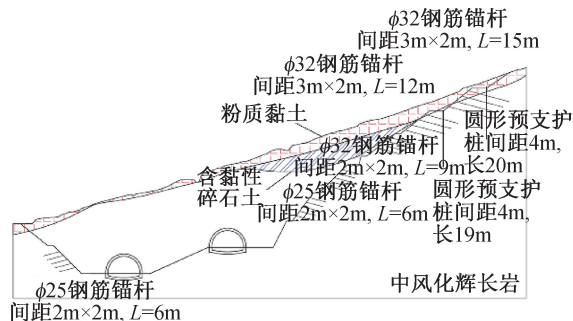 ϕ32钢筋锚杆
间距3m×2m, L=15m
ϕ32钢筋锚杆
间距3m×2m, L=12m
粉质黏土
圆形预支护
桩间距4m,
长20m
ϕ32钢筋锚杆
间距2m×2m, L=9m
含黏性
碎石土
ϕ25钢筋锚杆
间距2m×2m, L=6m
圆形预支护
桩间距4m,
长19m
中风化辉长岩
ϕ25钢筋锚杆
间距2m×2m, L=6m